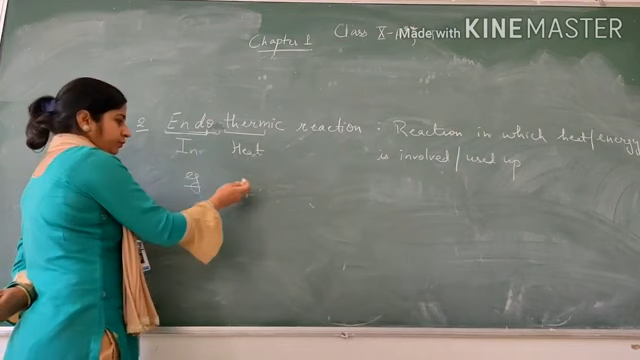 Made with KINEMASTER
Chapter 1 Class X
2 Endo thermic reaction . Reaction in which heat/energy
In Heat is involved/used up
eg